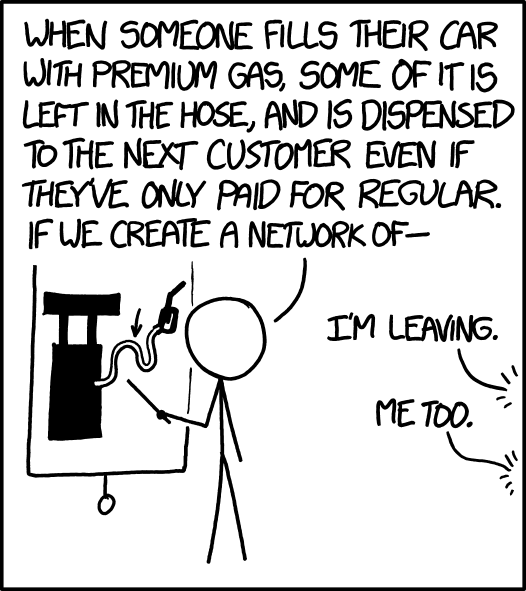 WHEN SOMEONE FILLS THEIR CAR
WITH PREMIUM GAS, SOME OF IT IS
LEFT IN THE HOSE, AND IS DISPENSED
TO THE NEXT CUSTOMER EVEN IF
THEY'VE ONLY PAID FOR REGULAR.
IF WE CREATE A NETWORK OF—
I'M LEAVING.
ME TOO.